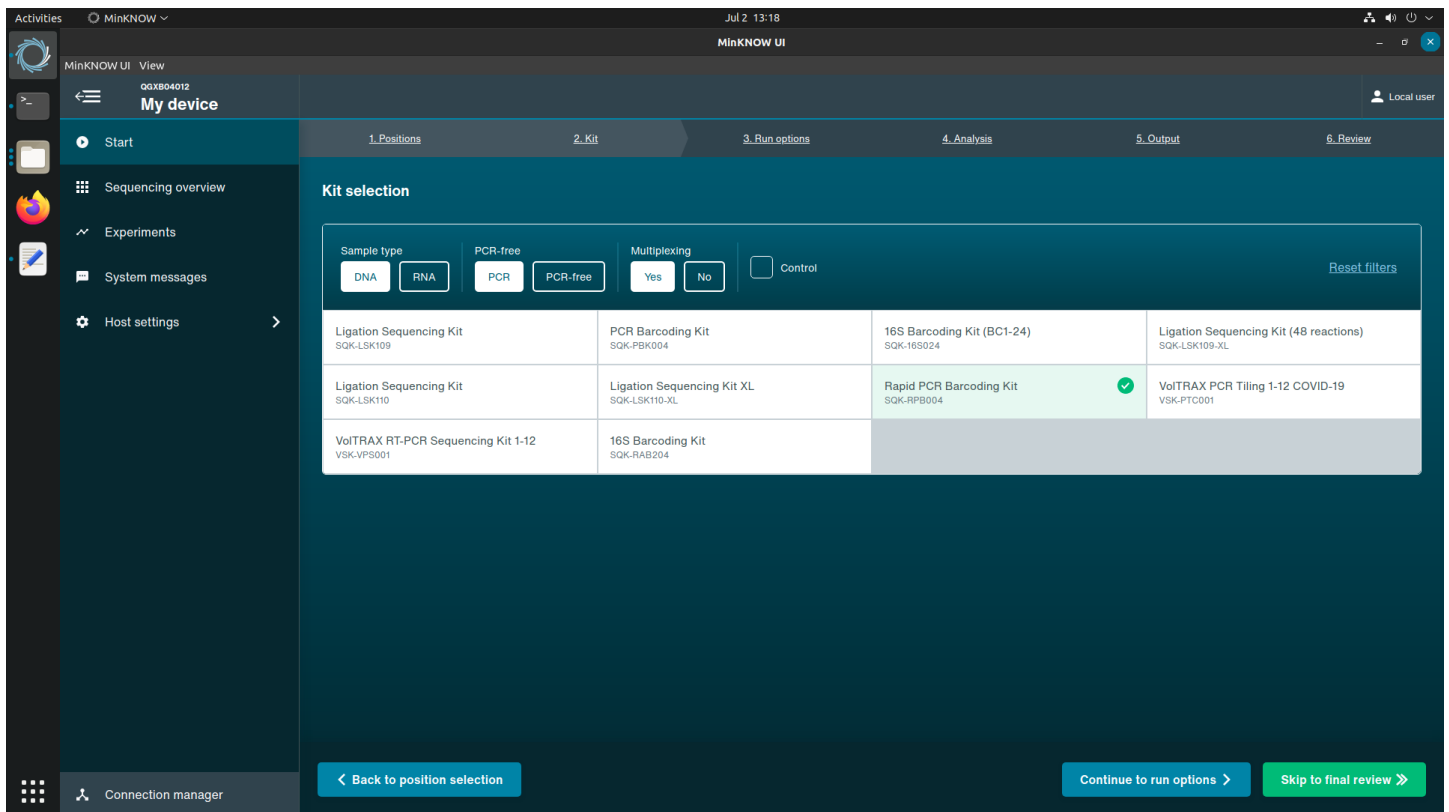 Activities MinKNOW Jul 2 13:18
MinKNOW UI
MinKNOW UI View
QGXB04012
My device
Local user
Start
Sequencing overview
Experiments
System messages
Host settings
Connection manager
1. Positions 2. Kit 3. Run options 4. Analysis 5. Output 6. Review
Kit selection
Sample type PCR-free Multiplexing
DNA RNA PCR PCR-free Yes No Control Reset filters
Ligation Sequencing Kit PCR Barcoding Kit 16S Barcoding Kit (BC1-24) Ligation Sequencing Kit (48 reactions)
SQK-LSK109 SQK-PBK004 SQK-16S024 SQK-LSK109-XL
Ligation Sequencing Kit Ligation Sequencing Kit XL Rapid PCR Barcoding Kit VolTRAX PCR Tiling 1-12 COVID-19
SQK-LSK110 SQK-LSK110-XL SQK-RPB004 VSK-PTC001
VolTRAX RT-PCR Sequencing Kit 1-12 16S Barcoding Kit
VSK-VPS001 SQK-RAB204
Back to position selection Continue to run options Skip to final review